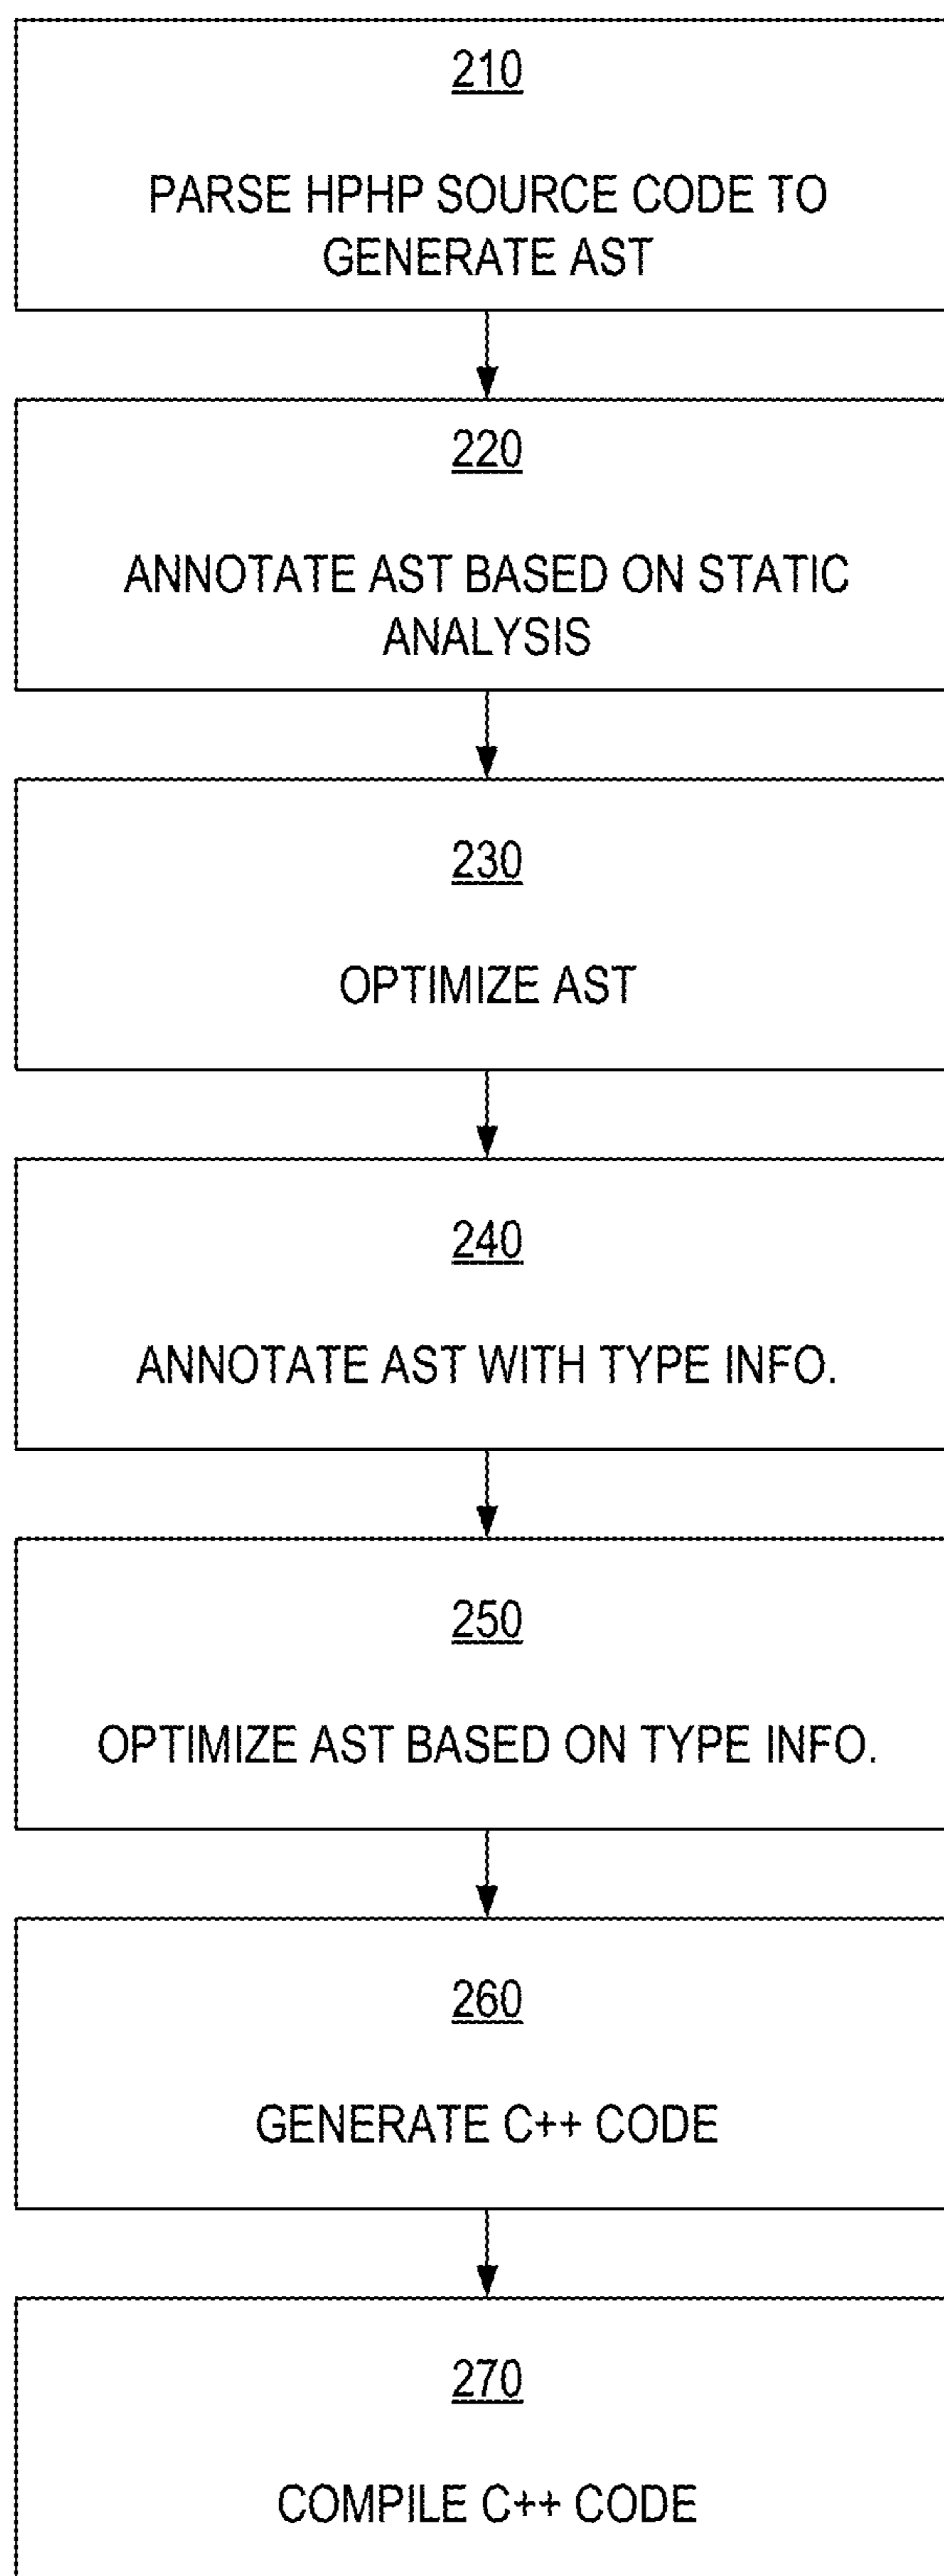 210
PARSE HPHP SOURCE CODE TO
GENERATE AST
220
ANNOTATE AST BASED ON STATIC
ANALYSIS
230
OPTIMIZE AST
240
ANNOTATE AST WITH TYPE INFO.
250
OPTIMIZE AST BASED ON TYPE INFO.
260
GENERATE C++ CODE
270
COMPILE C++ CODE